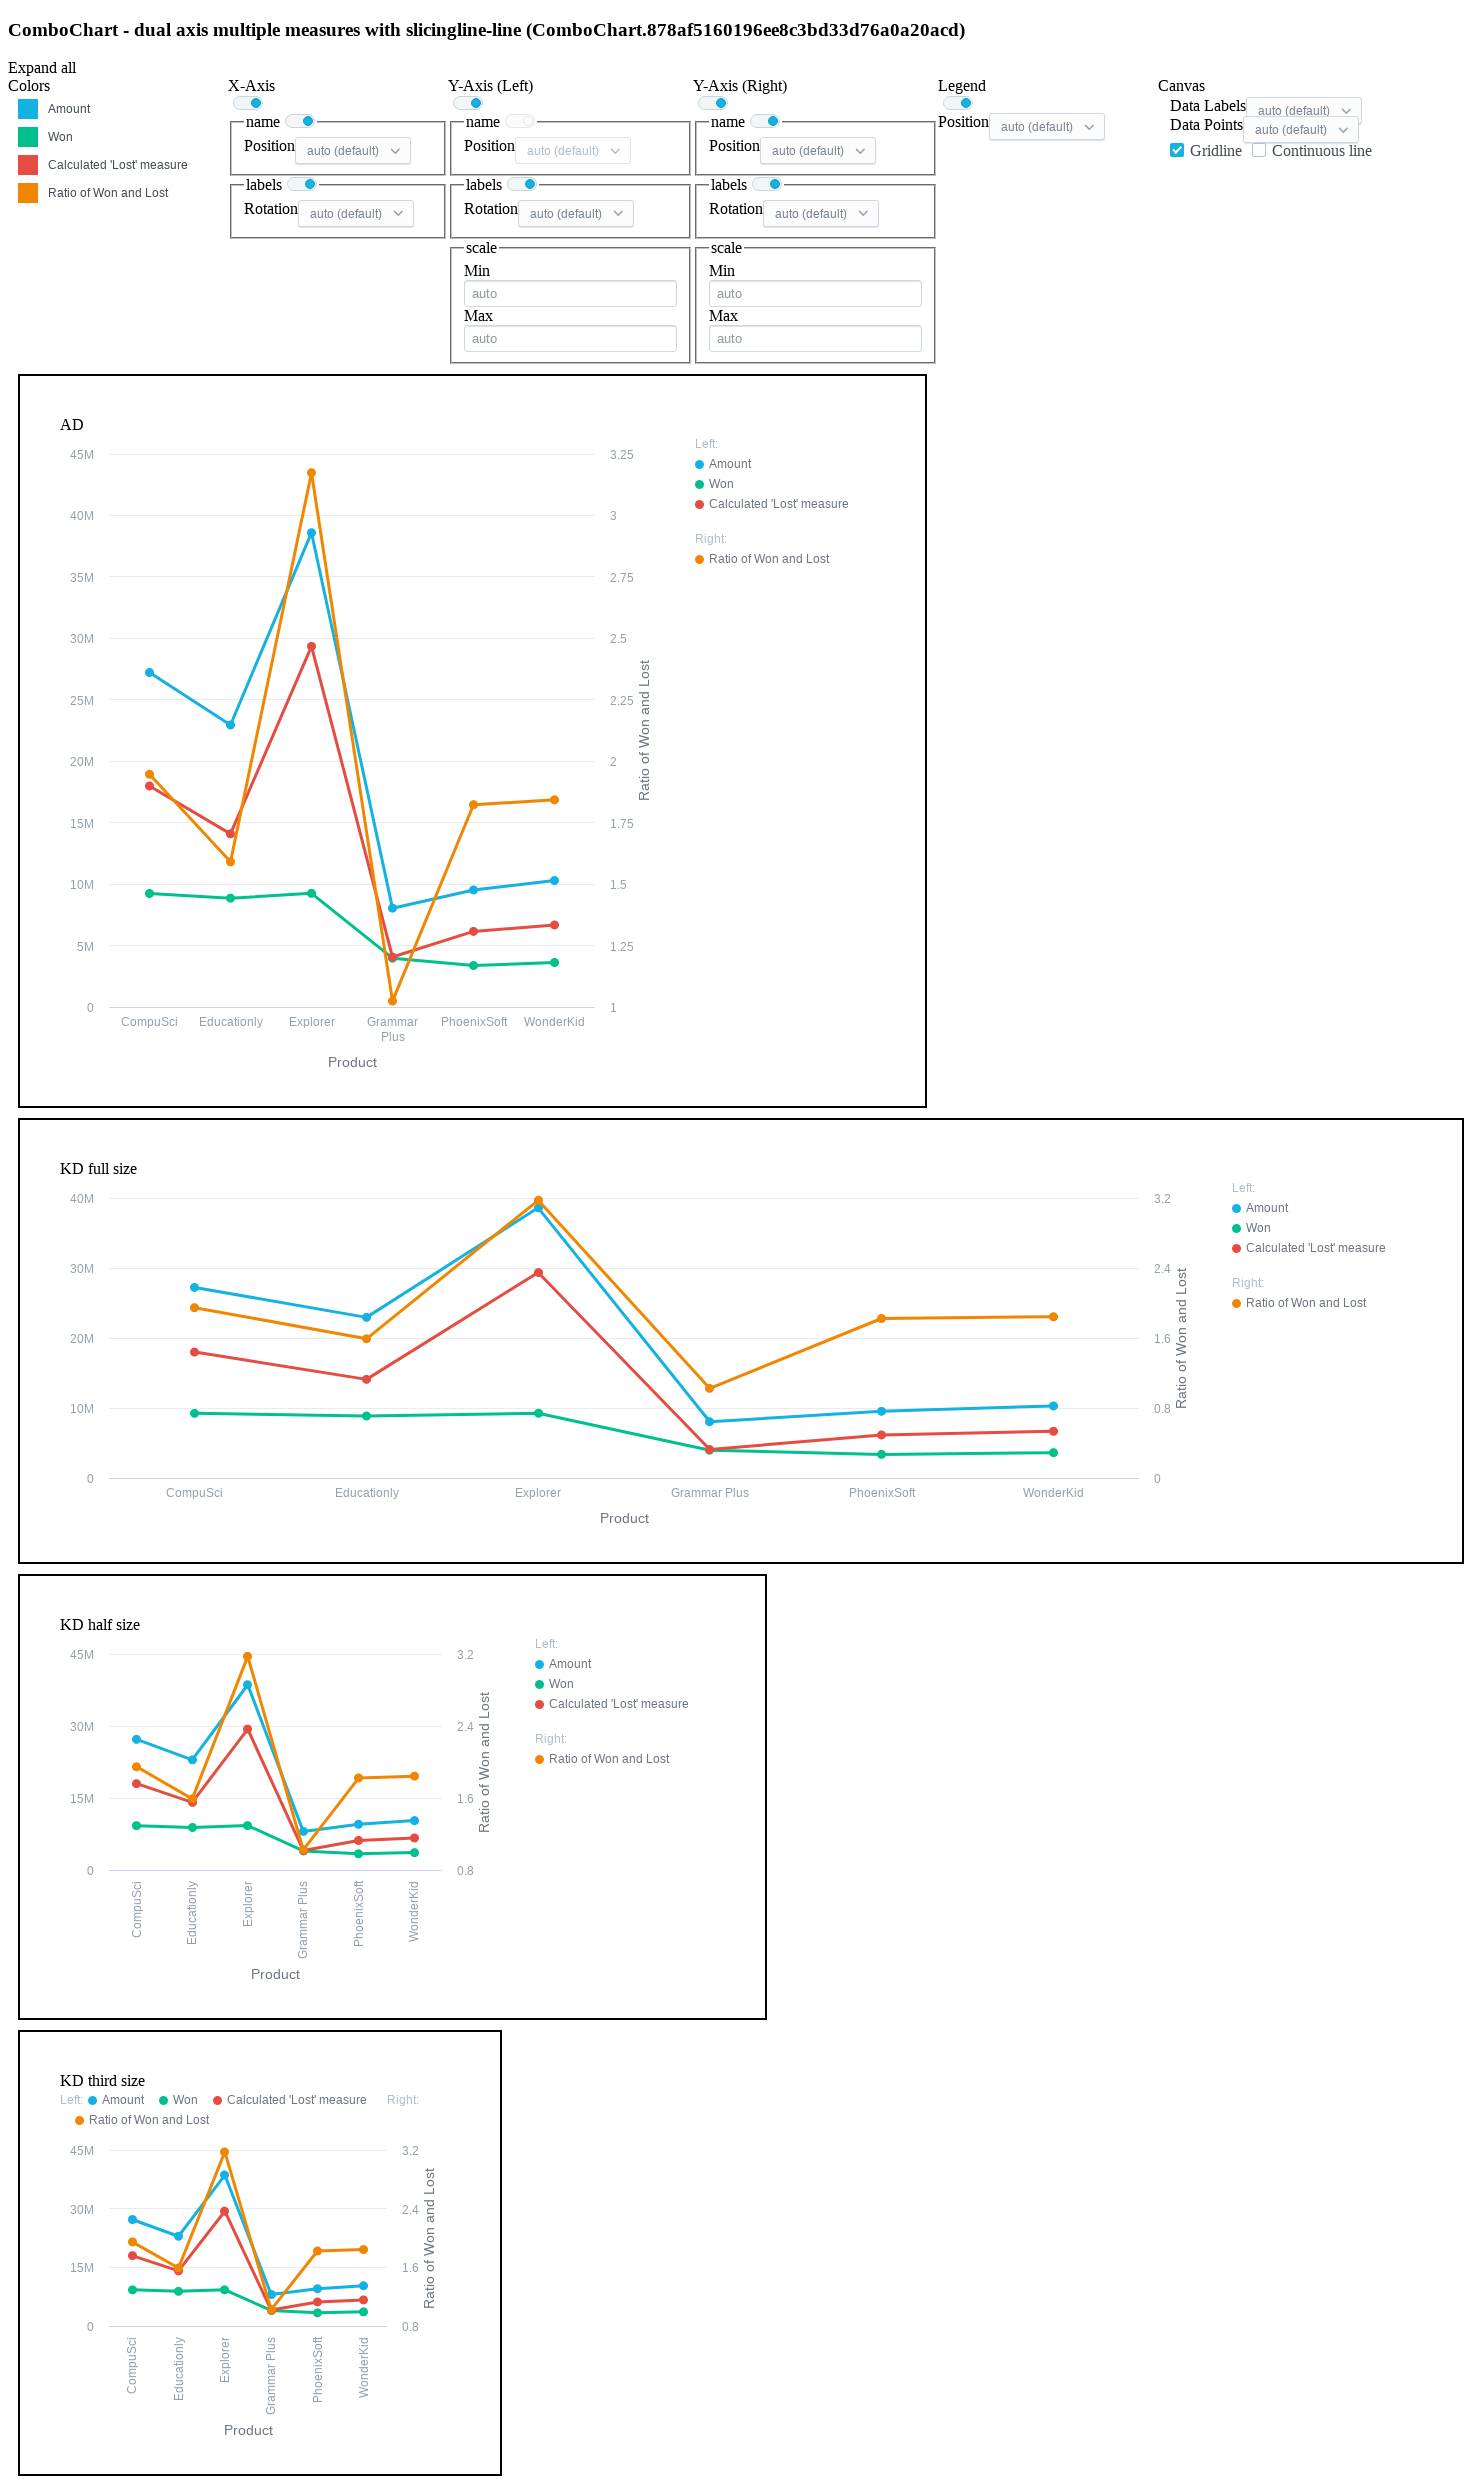 ComboChart - dual axis multiple measures with slicingline-line (ComboChart.878af5160196ee8c3bd33d76a0a20acd)
Expand all
Colors
Amount
Won
Calculated 'Lost' measure
Ratio of Won and Lost
X-Axis
name
Position auto (default)
labels
Rotation auto (default)
Y-Axis (Left)
name
Position auto (default)
labels
Rotation auto (default)
scale
Min
auto
Max
auto
Y-Axis (Right)
name
Position auto (default)
labels
Rotation auto (default)
scale
Min
auto
Max
auto
Legend
Position auto (default)
Canvas
Data Labels auto (default)
Data Points auto (default)
Gridline Continuous line
AD
45M
40M
35M
30M
25M
20M
15M
10M
5M
0
3.25
3
2.75
2.5
2.25
2
1.75
1.5
1.25
1
Ratio of Won and Lost
CompuSci Educationly Explorer Grammar Plus PhoenixSoft WonderKid
Product
Left:
Amount
Won
Calculated 'Lost' measure
Right:
Ratio of Won and Lost
KD full size
40M
30M
20M
10M
0
3.2
2.4
1.6
0.8
0
Ratio of Won and Lost
CompuSci Educationly Explorer Grammar Plus PhoenixSoft WonderKid
Product
Left:
Amount
Won
Calculated 'Lost' measure
Right:
Ratio of Won and Lost
KD half size
45M
30M
15M
0
3.2
2.4
1.6
0.8
Ratio of Won and Lost
CompuSci
Educationly
Explorer
Grammar Plus
PhoenixSoft
WonderKid
Product
Left:
Amount
Won
Calculated 'Lost' measure
Right:
Ratio of Won and Lost
KD third size
Left: Amount Won Calculated 'Lost' measure Right:
Ratio of Won and Lost
45M
30M
15M
0
3.2
2.4
1.6
0.8
Ratio of Won and Lost
CompuSci
Educationly
Explorer
Grammar Plus
PhoenixSoft
WonderKid
Product